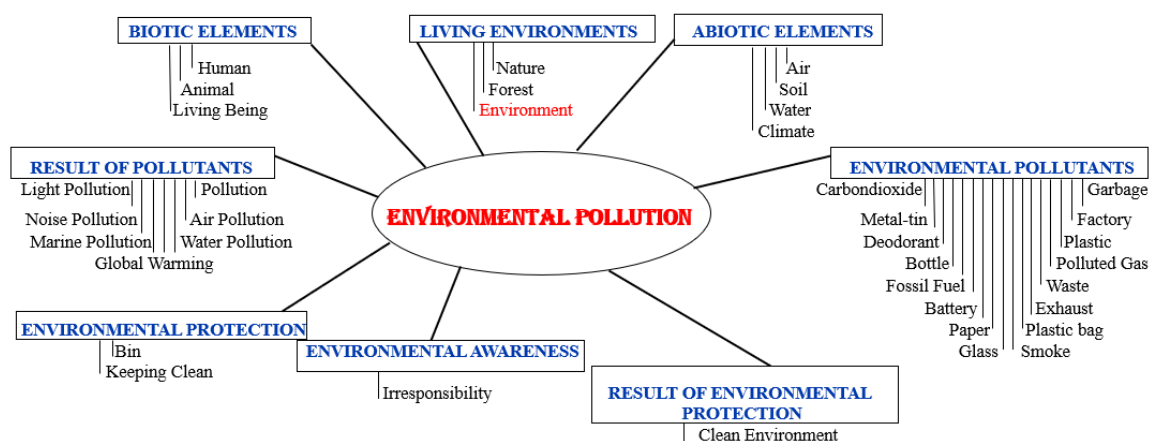 BIOTIC ELEMENTS
Human
Animal
Living Being
LIVING ENVIRONMENTS
Nature
Forest
Environment
ABIOTIC ELEMENTS
Air
Soil
Water
Climate
RESULT OF POLLUTANTS
Light Pollution
Pollution
Noise Pollution
Air Pollution
Marine Pollution
Water Pollution
Global Warming
ENVIRONMENTAL POLLUTION
ENVIRONMENTAL POLLUTANTS
Carbondioxide
Garbage
Metal-tin
Factory
Deodorant
Plastic
Bottle
Polluted Gas
Fossil Fuel
Waste
Battery
Exhaust
Paper
Plastic bag
Glass
Smoke
ENVIRONMENTAL PROTECTION
Bin
Keeping Clean
ENVIRONMENTAL AWARENESS
Irresponsibility
RESULT OF ENVIRONMENTAL
PROTECTION
Clean Environment